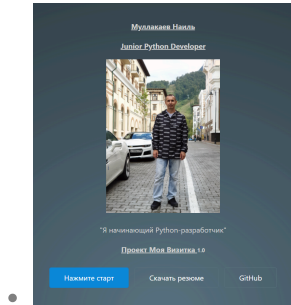 Муллакаев Наиль
Junior Python Developer
"Я начинающий Python-разработчик"
Проект Моя Визитка 1.0
Нажмите старт Скачать резюме GitHub